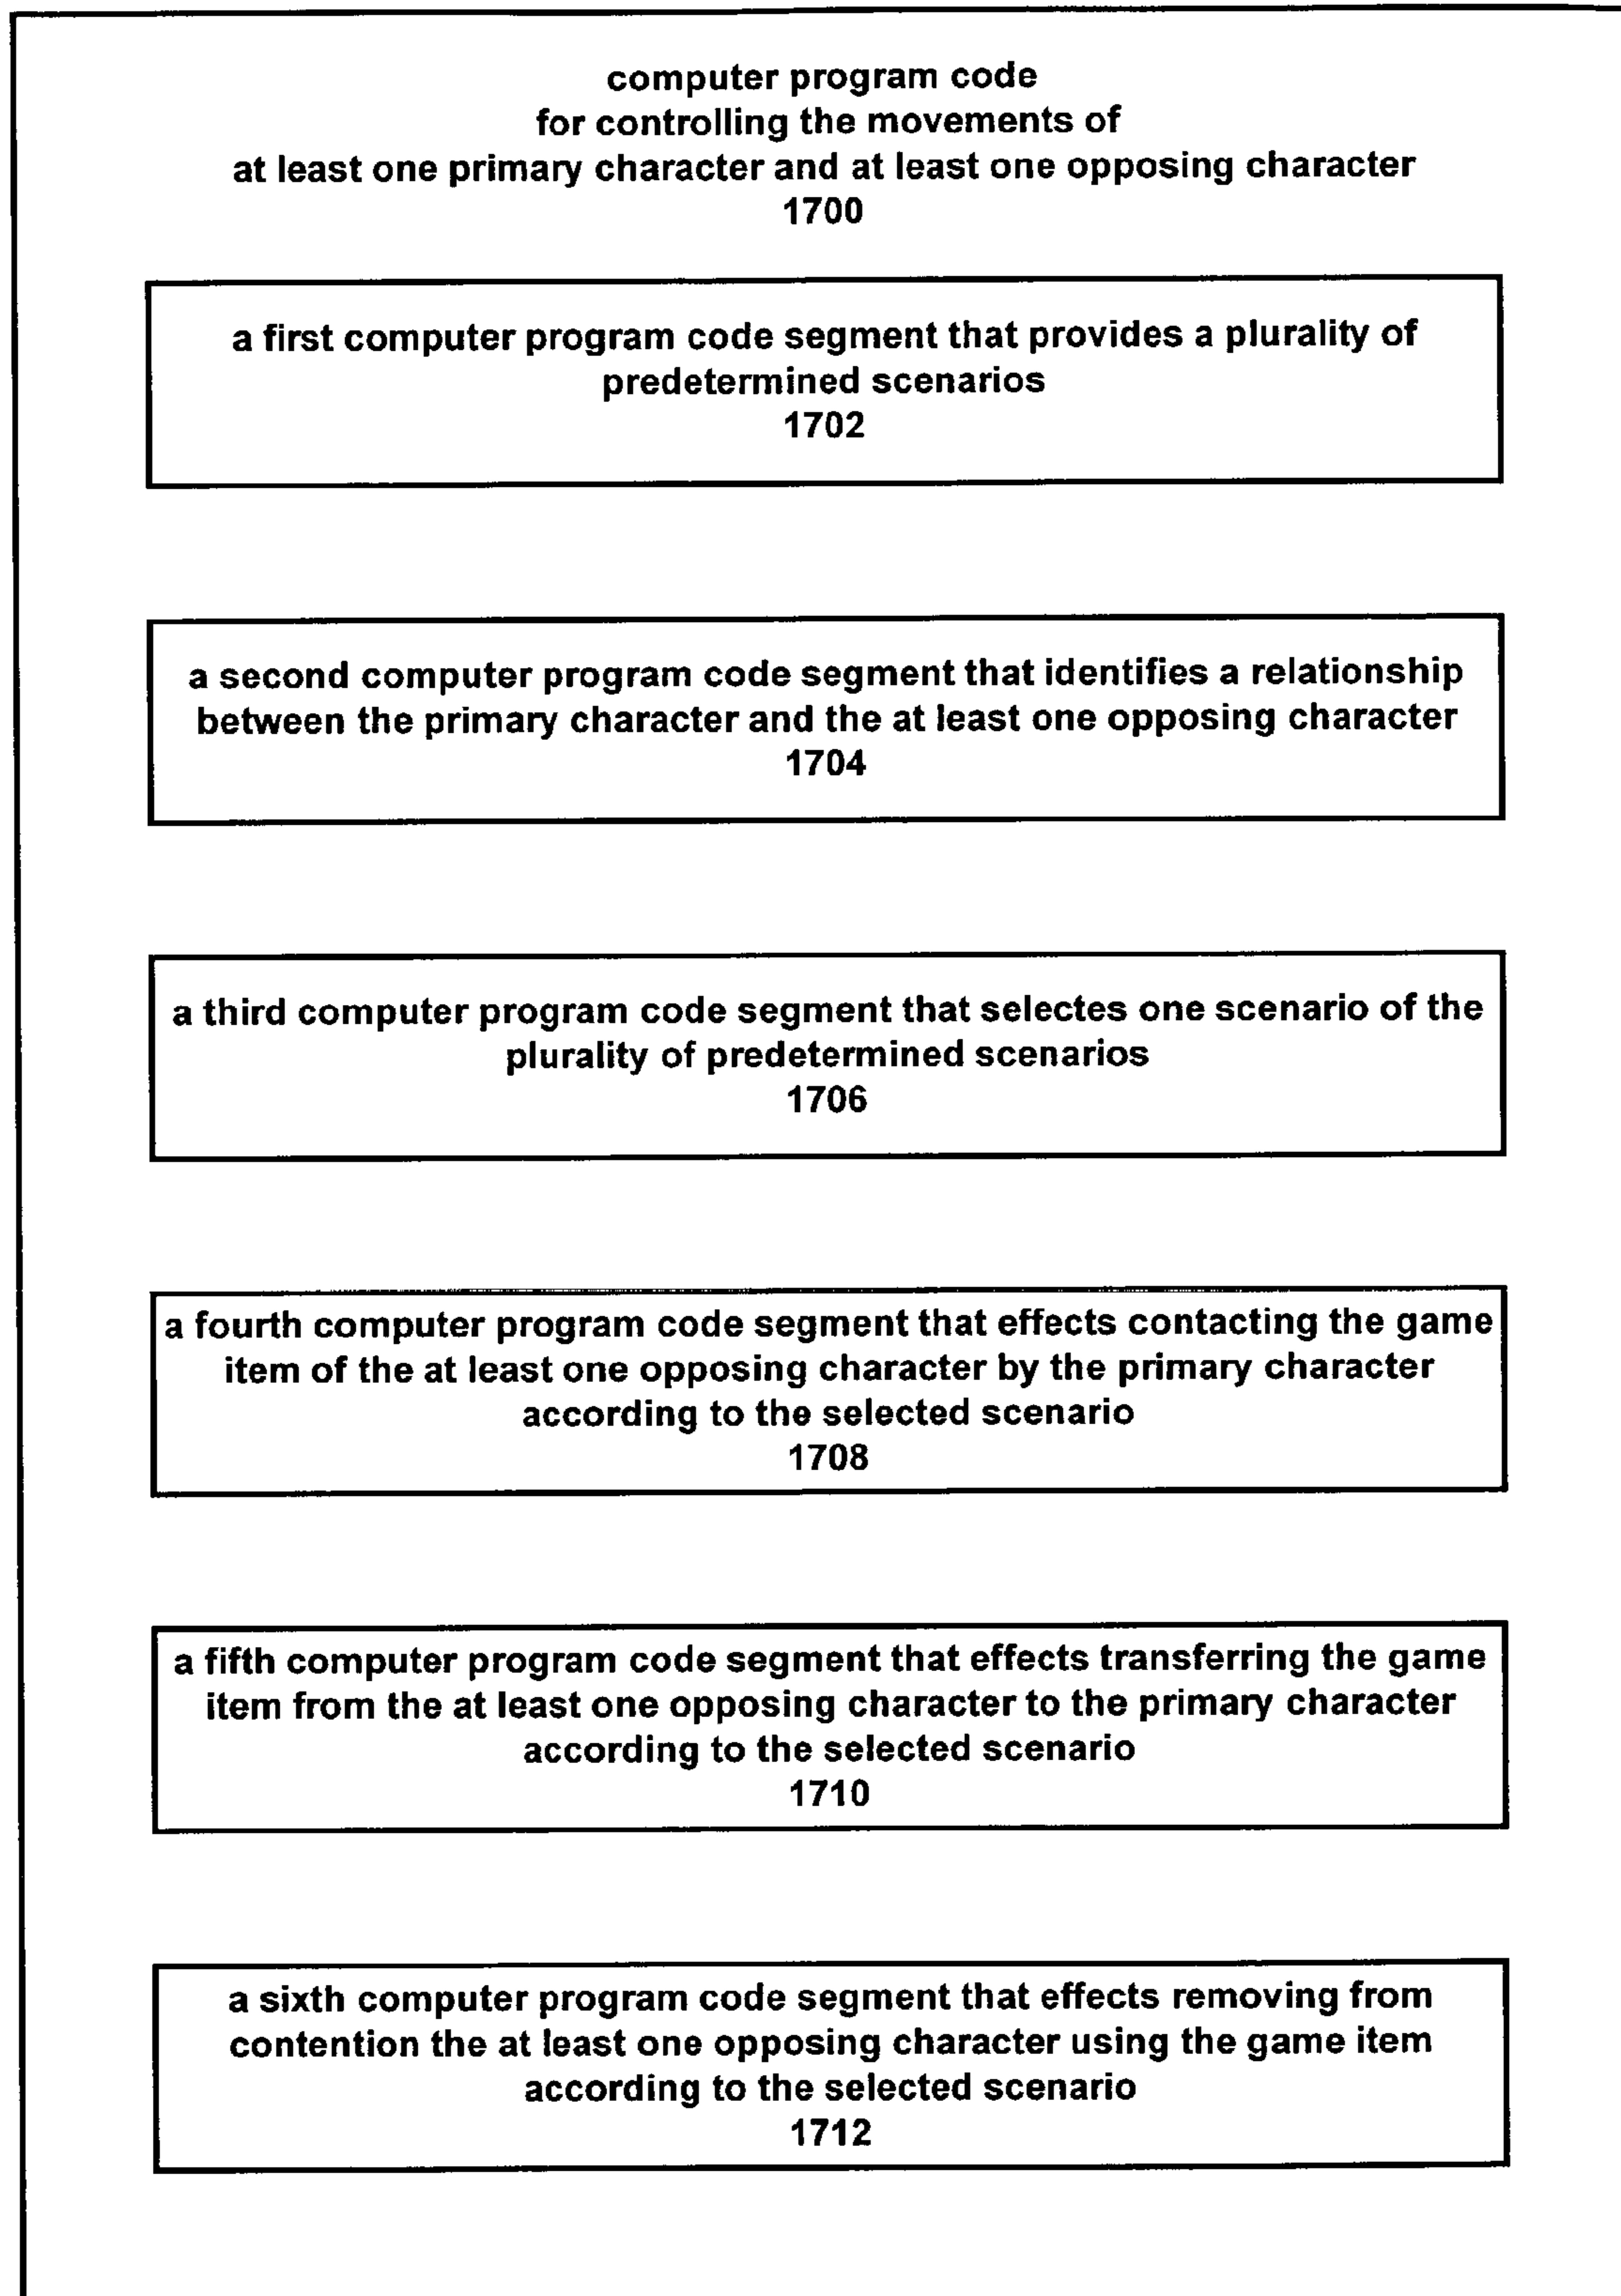 computer program code
for controlling the movements of
at least one primary character and at least one opposing character
1700
a first computer program code segment that provides a plurality of
predetermined scenarios
1702
a second computer program code segment that identifies a relationship
between the primary character and the at least one opposing character
1704
a third computer program code segment that selectes one scenario of the
plurality of predetermined scenarios
1706
a fourth computer program code segment that effects contacting the game
item of the at least one opposing character by the primary character
according to the selected scenario
1708
a fifth computer program code segment that effects transferring the game
item from the at least one opposing character to the primary character
according to the selected scenario
1710
a sixth computer program code segment that effects removing from
contention the at least one opposing character using the game item
according to the selected scenario
1712